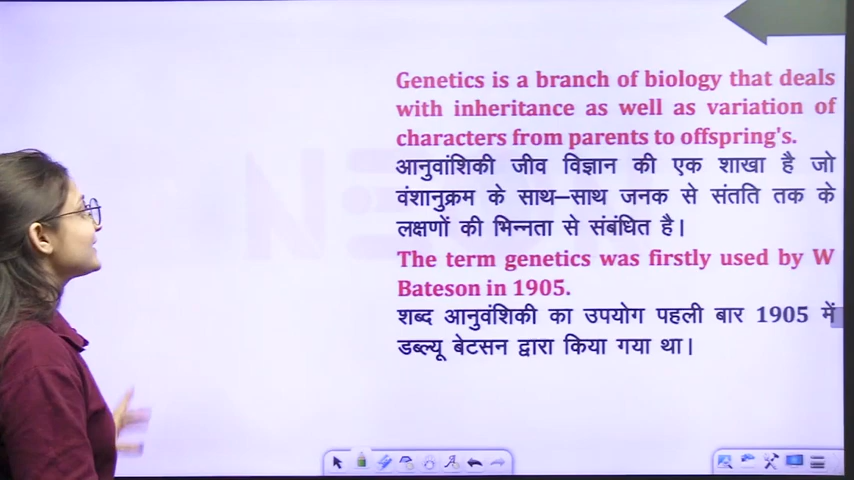 Genetics is a branch of biology that deals
with inheritance as well as variation of
characters from parents to offspring's.
आनुवांशिकी जीव विज्ञान की एक शाखा है जो
वंशानुक्रम के साथ–साथ जनक से संतति तक के
लक्षणों की भिन्नता से संबंधित है।
The term genetics was firstly used by W
Bateson in 1905.
शब्द आनुवंशिकी का उपयोग पहली बार 1905 में
डब्ल्यू बेटसन द्वारा किया गया था।